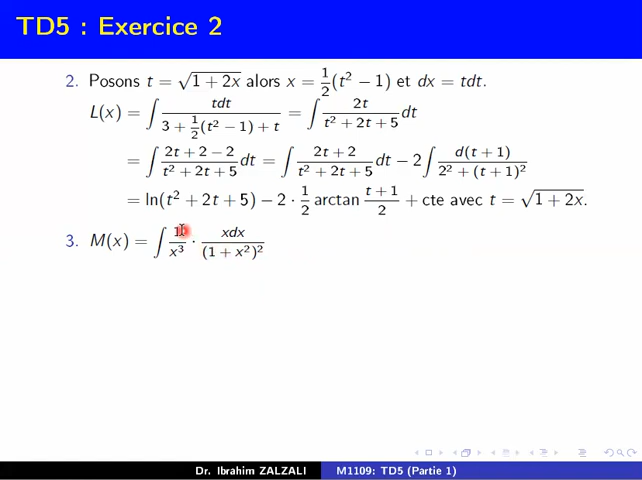 TD5 : Exercice 2
2. Posons t = √(1 + 2x) alors x = 1/2(t² − 1) et dx = tdt.
L(x) = ∫ tdt / (3 + 1/2(t² − 1) + t) = ∫ 2t / (t² + 2t + 5) dt
= ∫ (2t + 2 − 2) / (t² + 2t + 5) dt = ∫ (2t + 2) / (t² + 2t + 5) dt − 2 ∫ d(t + 1) / (2² + (t + 1)²)
= ln(t² + 2t + 5) − 2 · 1/2 arctan (t + 1)/2 + cte avec t = √(1 + 2x).
3. M(x) = ∫ 1/x³ · xdx / (1 + x²)²
Dr. Ibrahim ZALZALI M1109: TD5 (Partie 1)